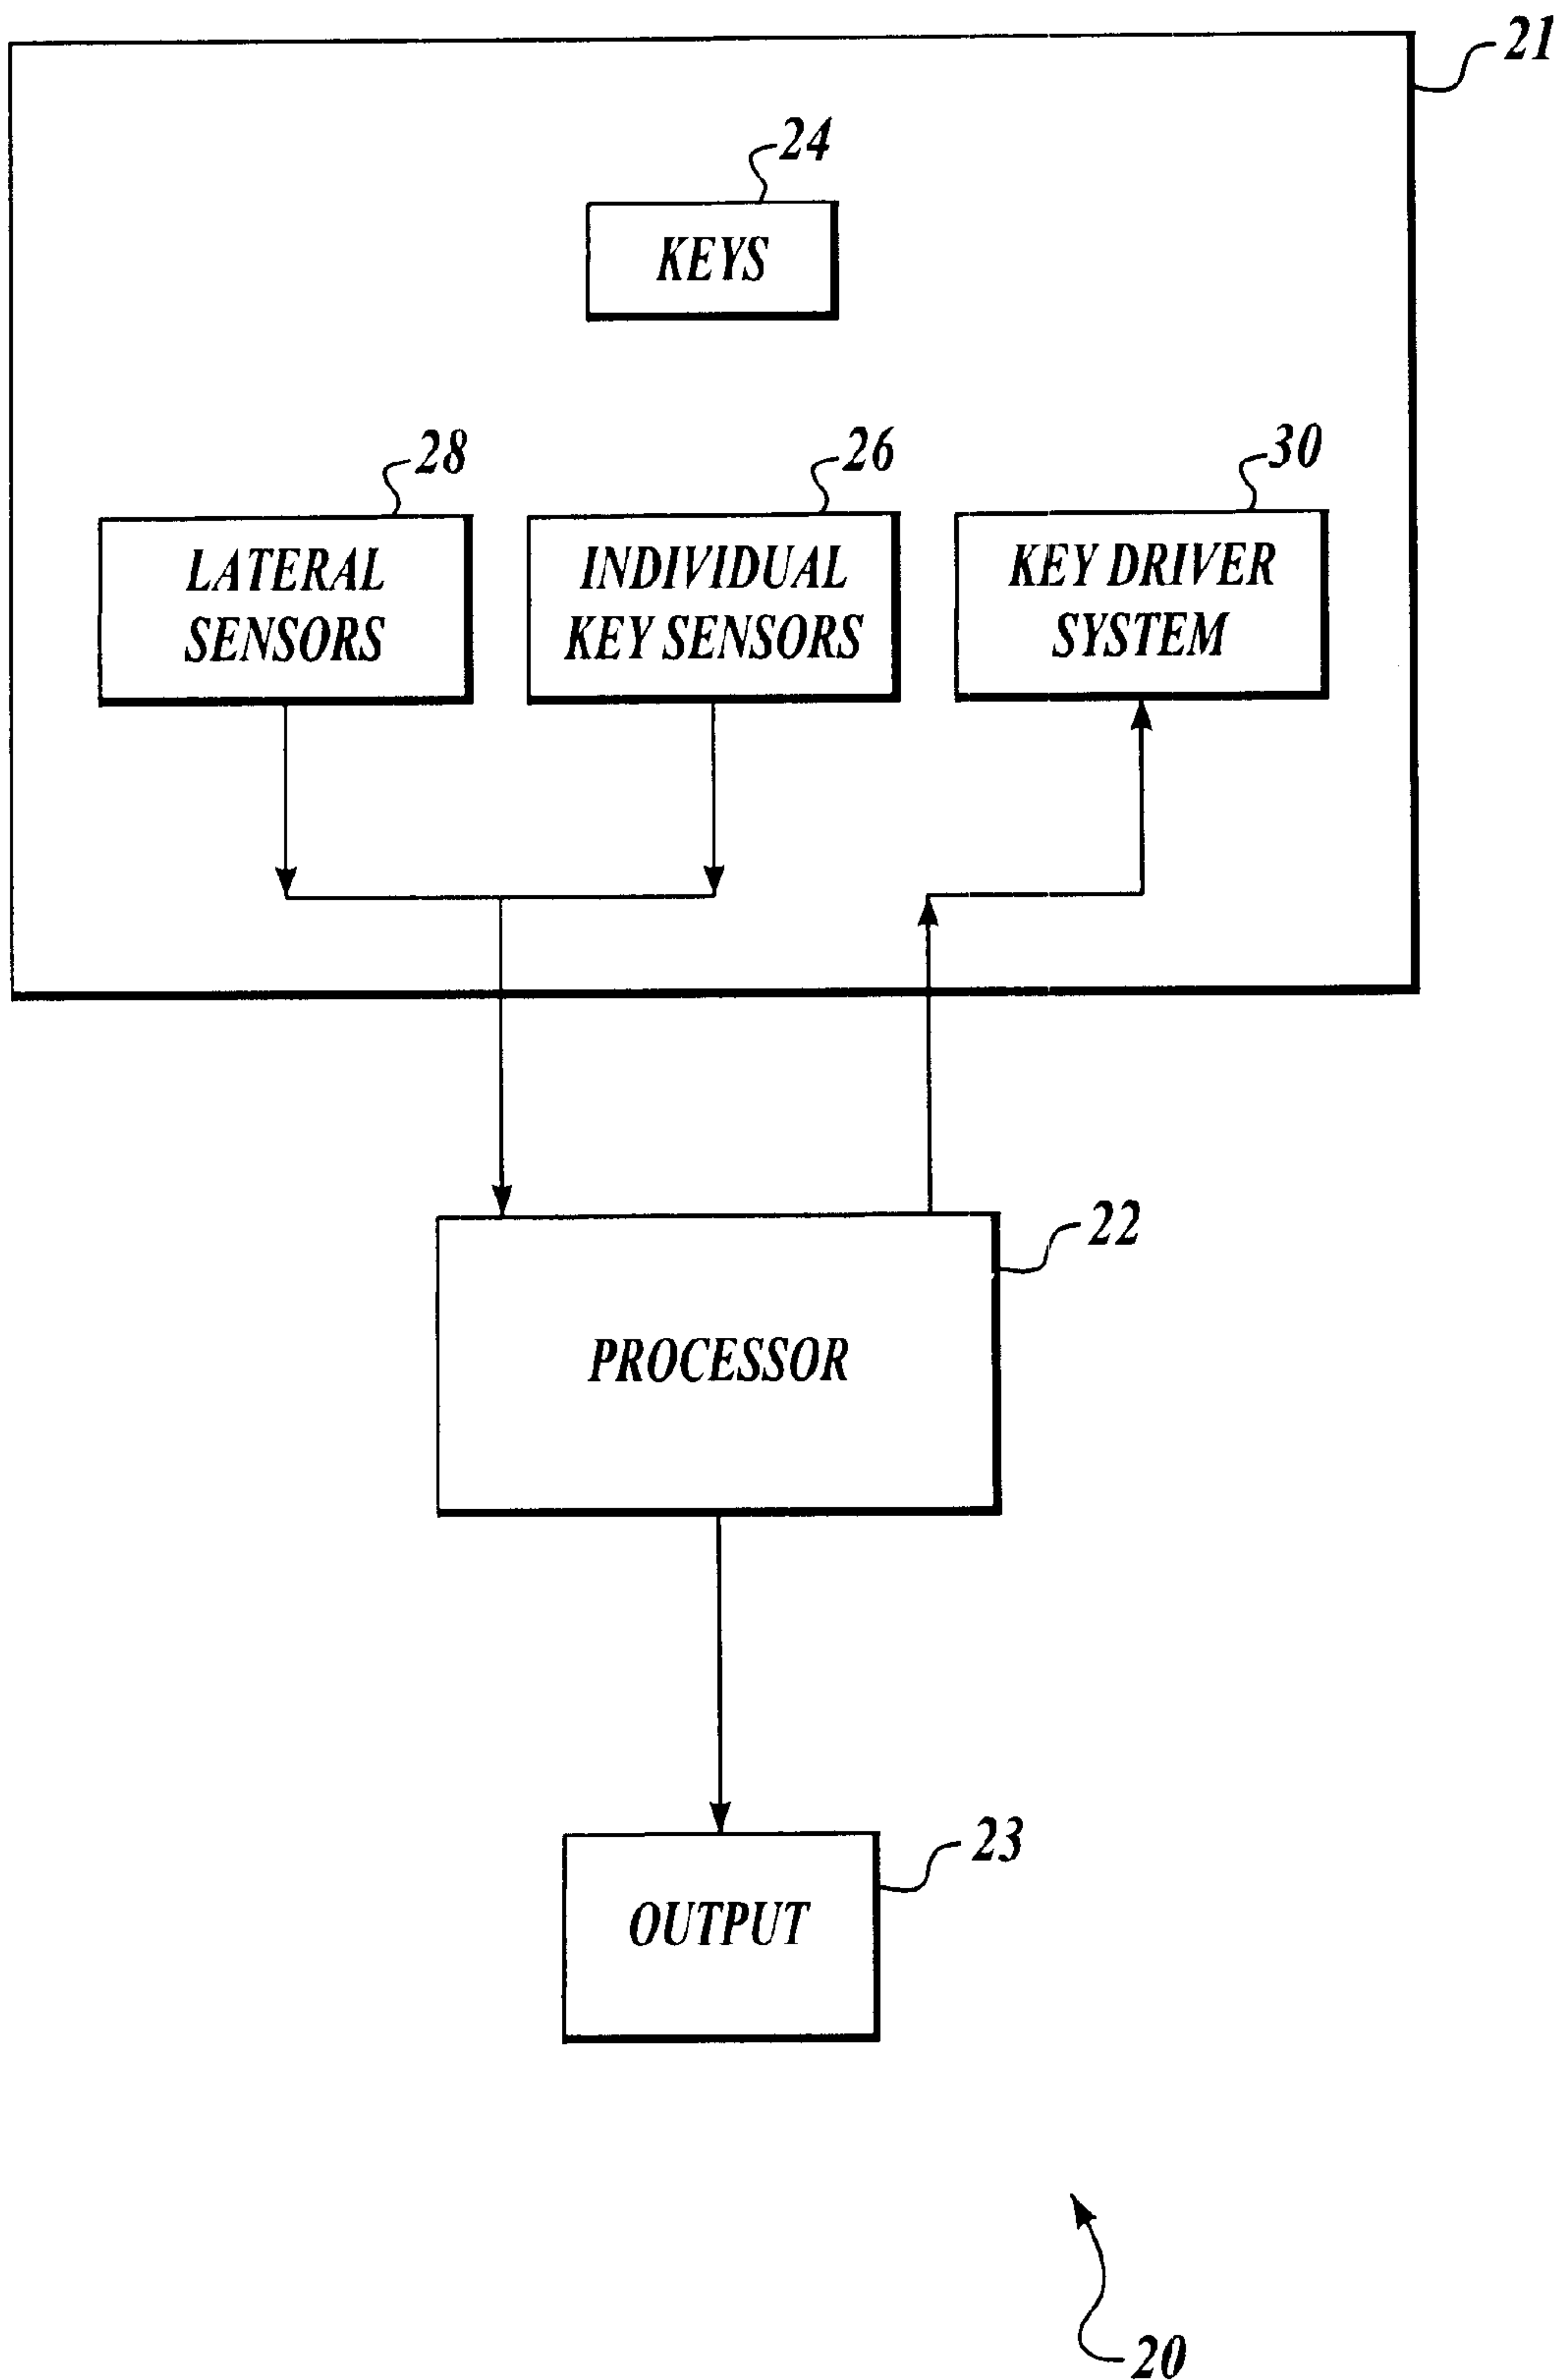 21
24
KEYS
28
26
30
LATERAL
SENSORS
INDIVIDUAL
KEY SENSORS
KEY DRIVER
SYSTEM
22
PROCESSOR
23
OUTPUT
20